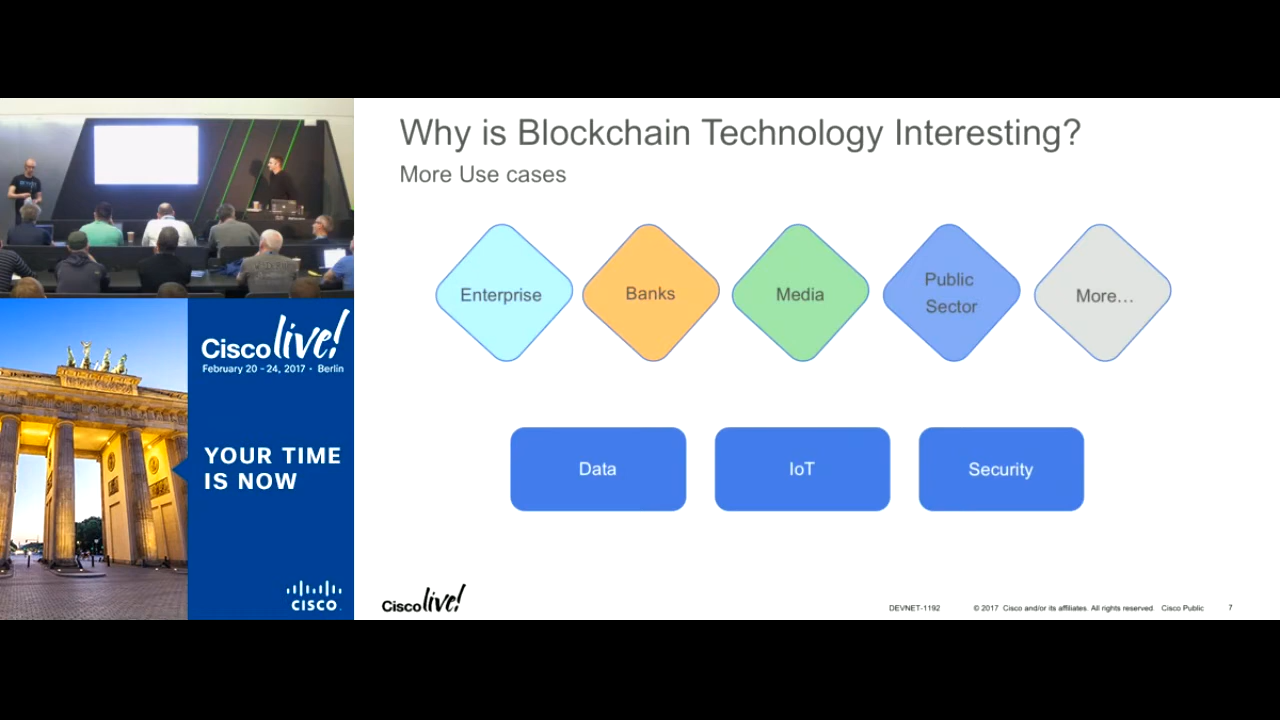 Why is Blockchain Technology Interesting?
More Use cases
Enterprise
Banks
Media
Public
Sector
More…
Data
IoT
Security
Cisco live!
DEVNET-1192
© 2017 Cisco and/or its affiliates. All rights reserved. Cisco Public
7
Cisco live!
February 20 - 24, 2017 • Berlin
YOUR TIME
IS NOW
CISCO.